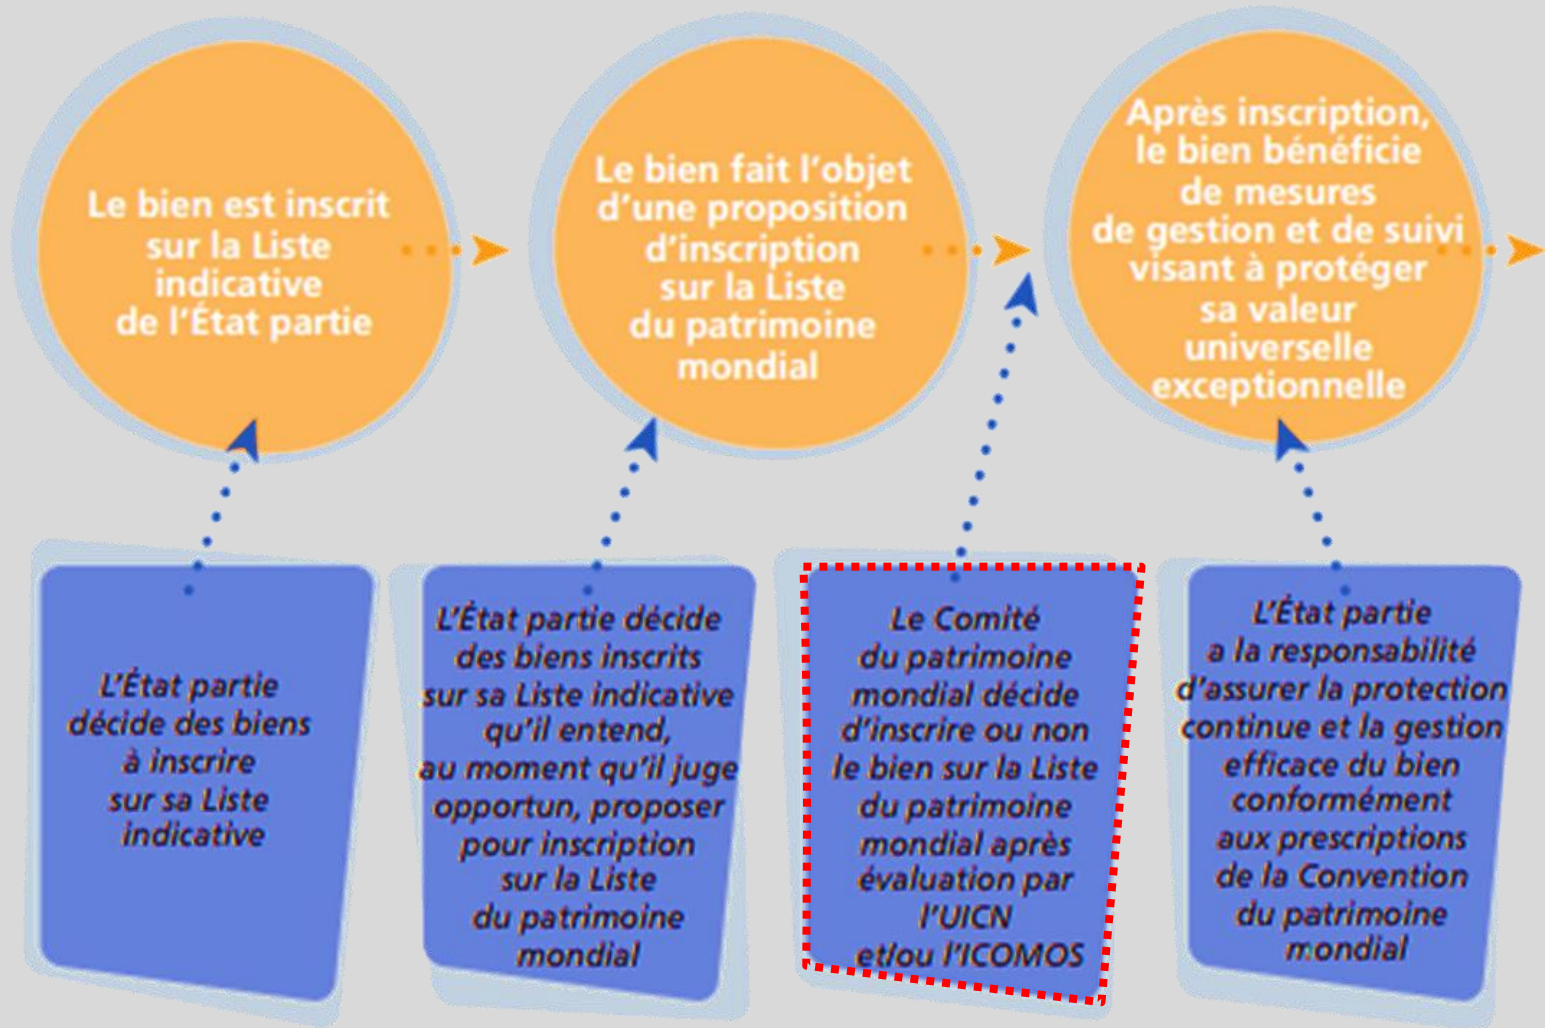 Le bien est inscrit
sur la Liste
indicative
de l'État partie
Le bien fait l'objet
d'une proposition
d'inscription
sur la Liste
du patrimoine
mondial
Après inscription,
le bien bénéficie
de mesures
de gestion et de suivi
visant à protéger
sa valeur
universelle
exceptionnelle
L'État partie
décide des biens
à inscrire
sur sa Liste
indicative
L'État partie décide
des biens inscrits
sur sa Liste indicative
qu'il entend,
au moment qu'il juge
opportun, proposer
pour inscription
sur la Liste
du patrimoine
mondial
Le Comité
du patrimoine
mondial décide
d'inscrire ou non
le bien sur la Liste
du patrimoine
mondial après
évaluation par
l'UICN
et/ou l'ICOMOS
L'État partie
a la responsabilité
d'assurer la protection
continue et la gestion
efficace du bien
conformément
aux prescriptions
de la Convention
du patrimoine
mondial